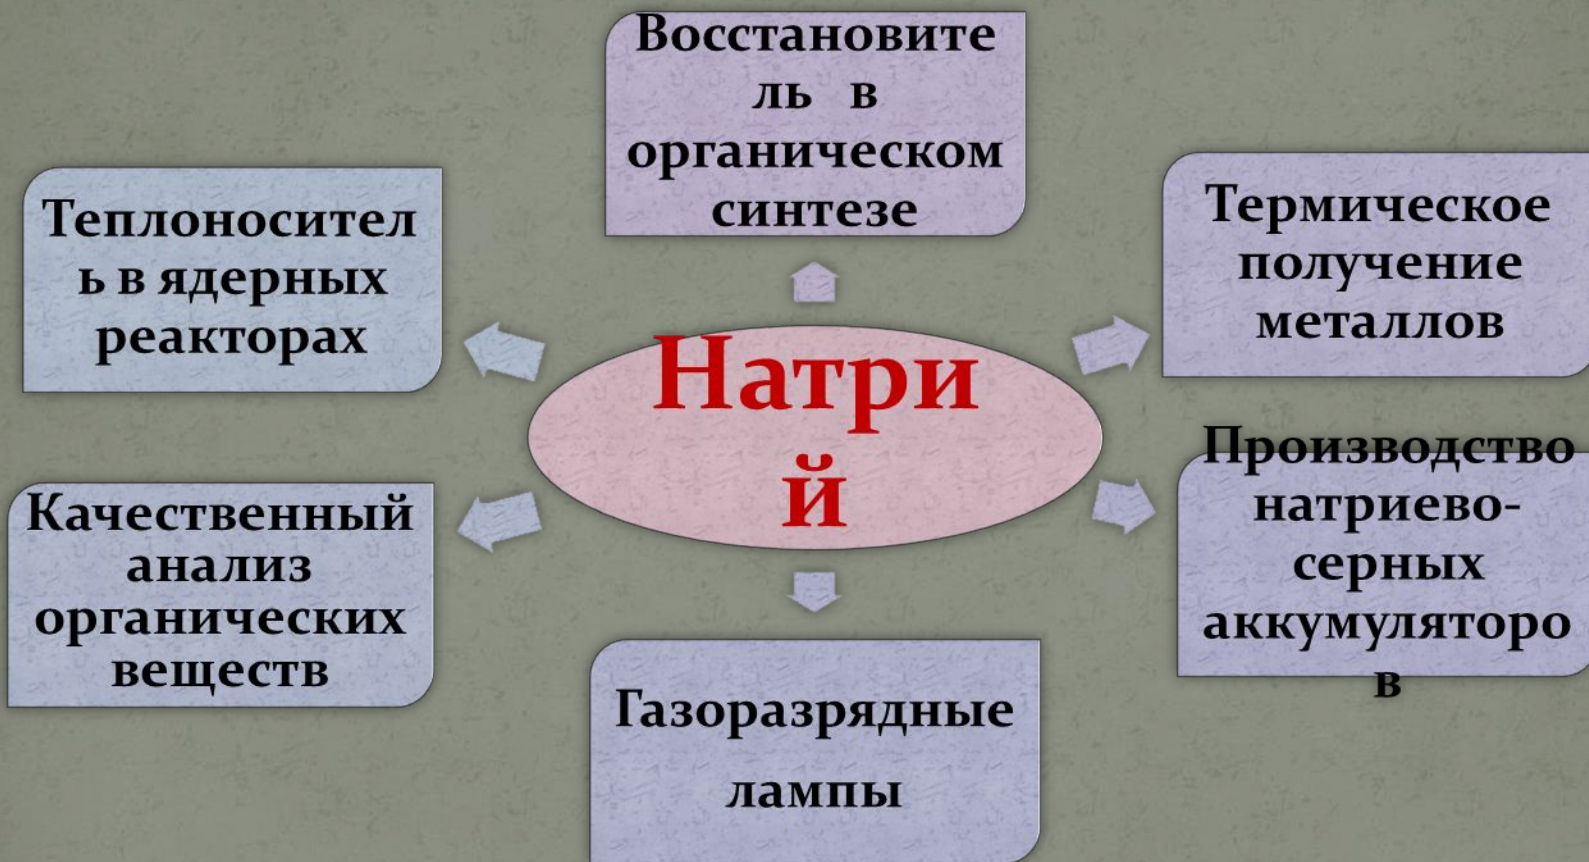 Восстановите
ль в
органическом
синтезе
Теплоносител
ь в ядерных
реакторах
Термическое
получение
металлов
Натри
й
Качественный
анализ
органических
веществ
Производство
натриево-
серных
аккумуляторо
в
Газоразрядные
лампы